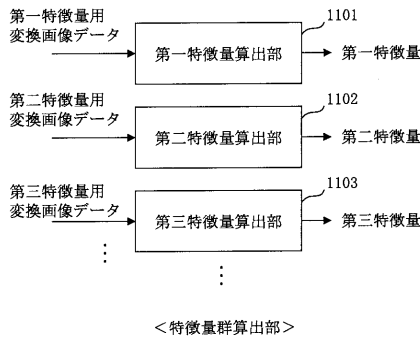 第一特徴量用
変換画像データ
第一特徴量算出部
1101
第一特徴量
第二特徴量用
変換画像データ
第二特徴量算出部
1102
第二特徴量
第三特徴量用
変換画像データ
第三特徴量算出部
1103
第三特徴量
＜特徴量群算出部＞